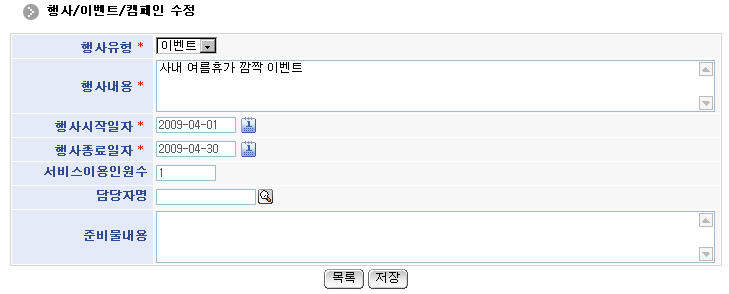 행사/이벤트/캠페인 수정
행사유형 * 이벤트
행사내용 * 사내 여름휴가 깜짝 이벤트
행사시작일자 * 2009-04-01
행사종료일자 * 2009-04-30
서비스이용인원수 1
담당자명
준비물내용
목록 저장